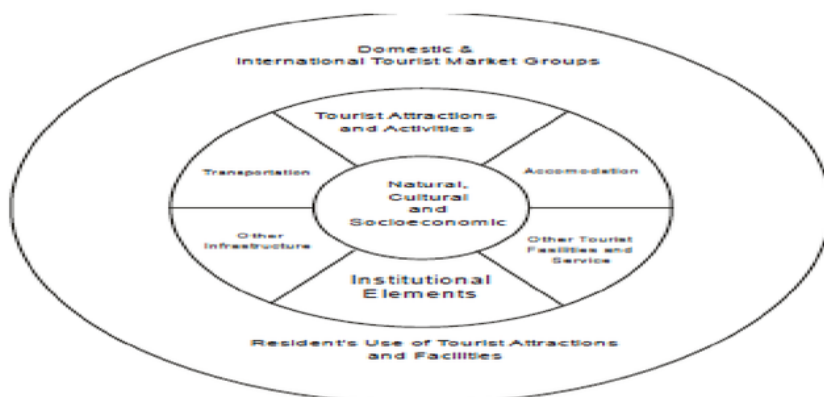 Domestic &
International Tourist Market Groups
Tourist Attractions
and Activities
Transportation
Accomodation
Natural,
Cultural
and
Socioeconomic
Other
Infrastructure
Other Tourist
Facilities and
Service
Institutional
Elements
Resident's Use of Tourist Attractions
and Facilities